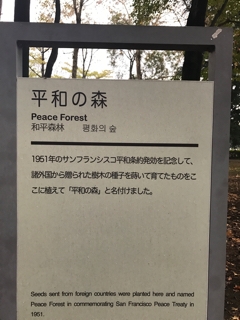 平和の森
Peace Forest
和平森林 평화의 숲
1951年のサンフランシスコ平和条約発効を記念して、
諸外国から贈られた樹木の種子を蒔いて育てたものをこ
こに植えて「平和の森」と名付けました。
Seeds sent from foreign countries were planted here and named
Peace Forest in commemorating San Francisco Peace Treaty in
1951.